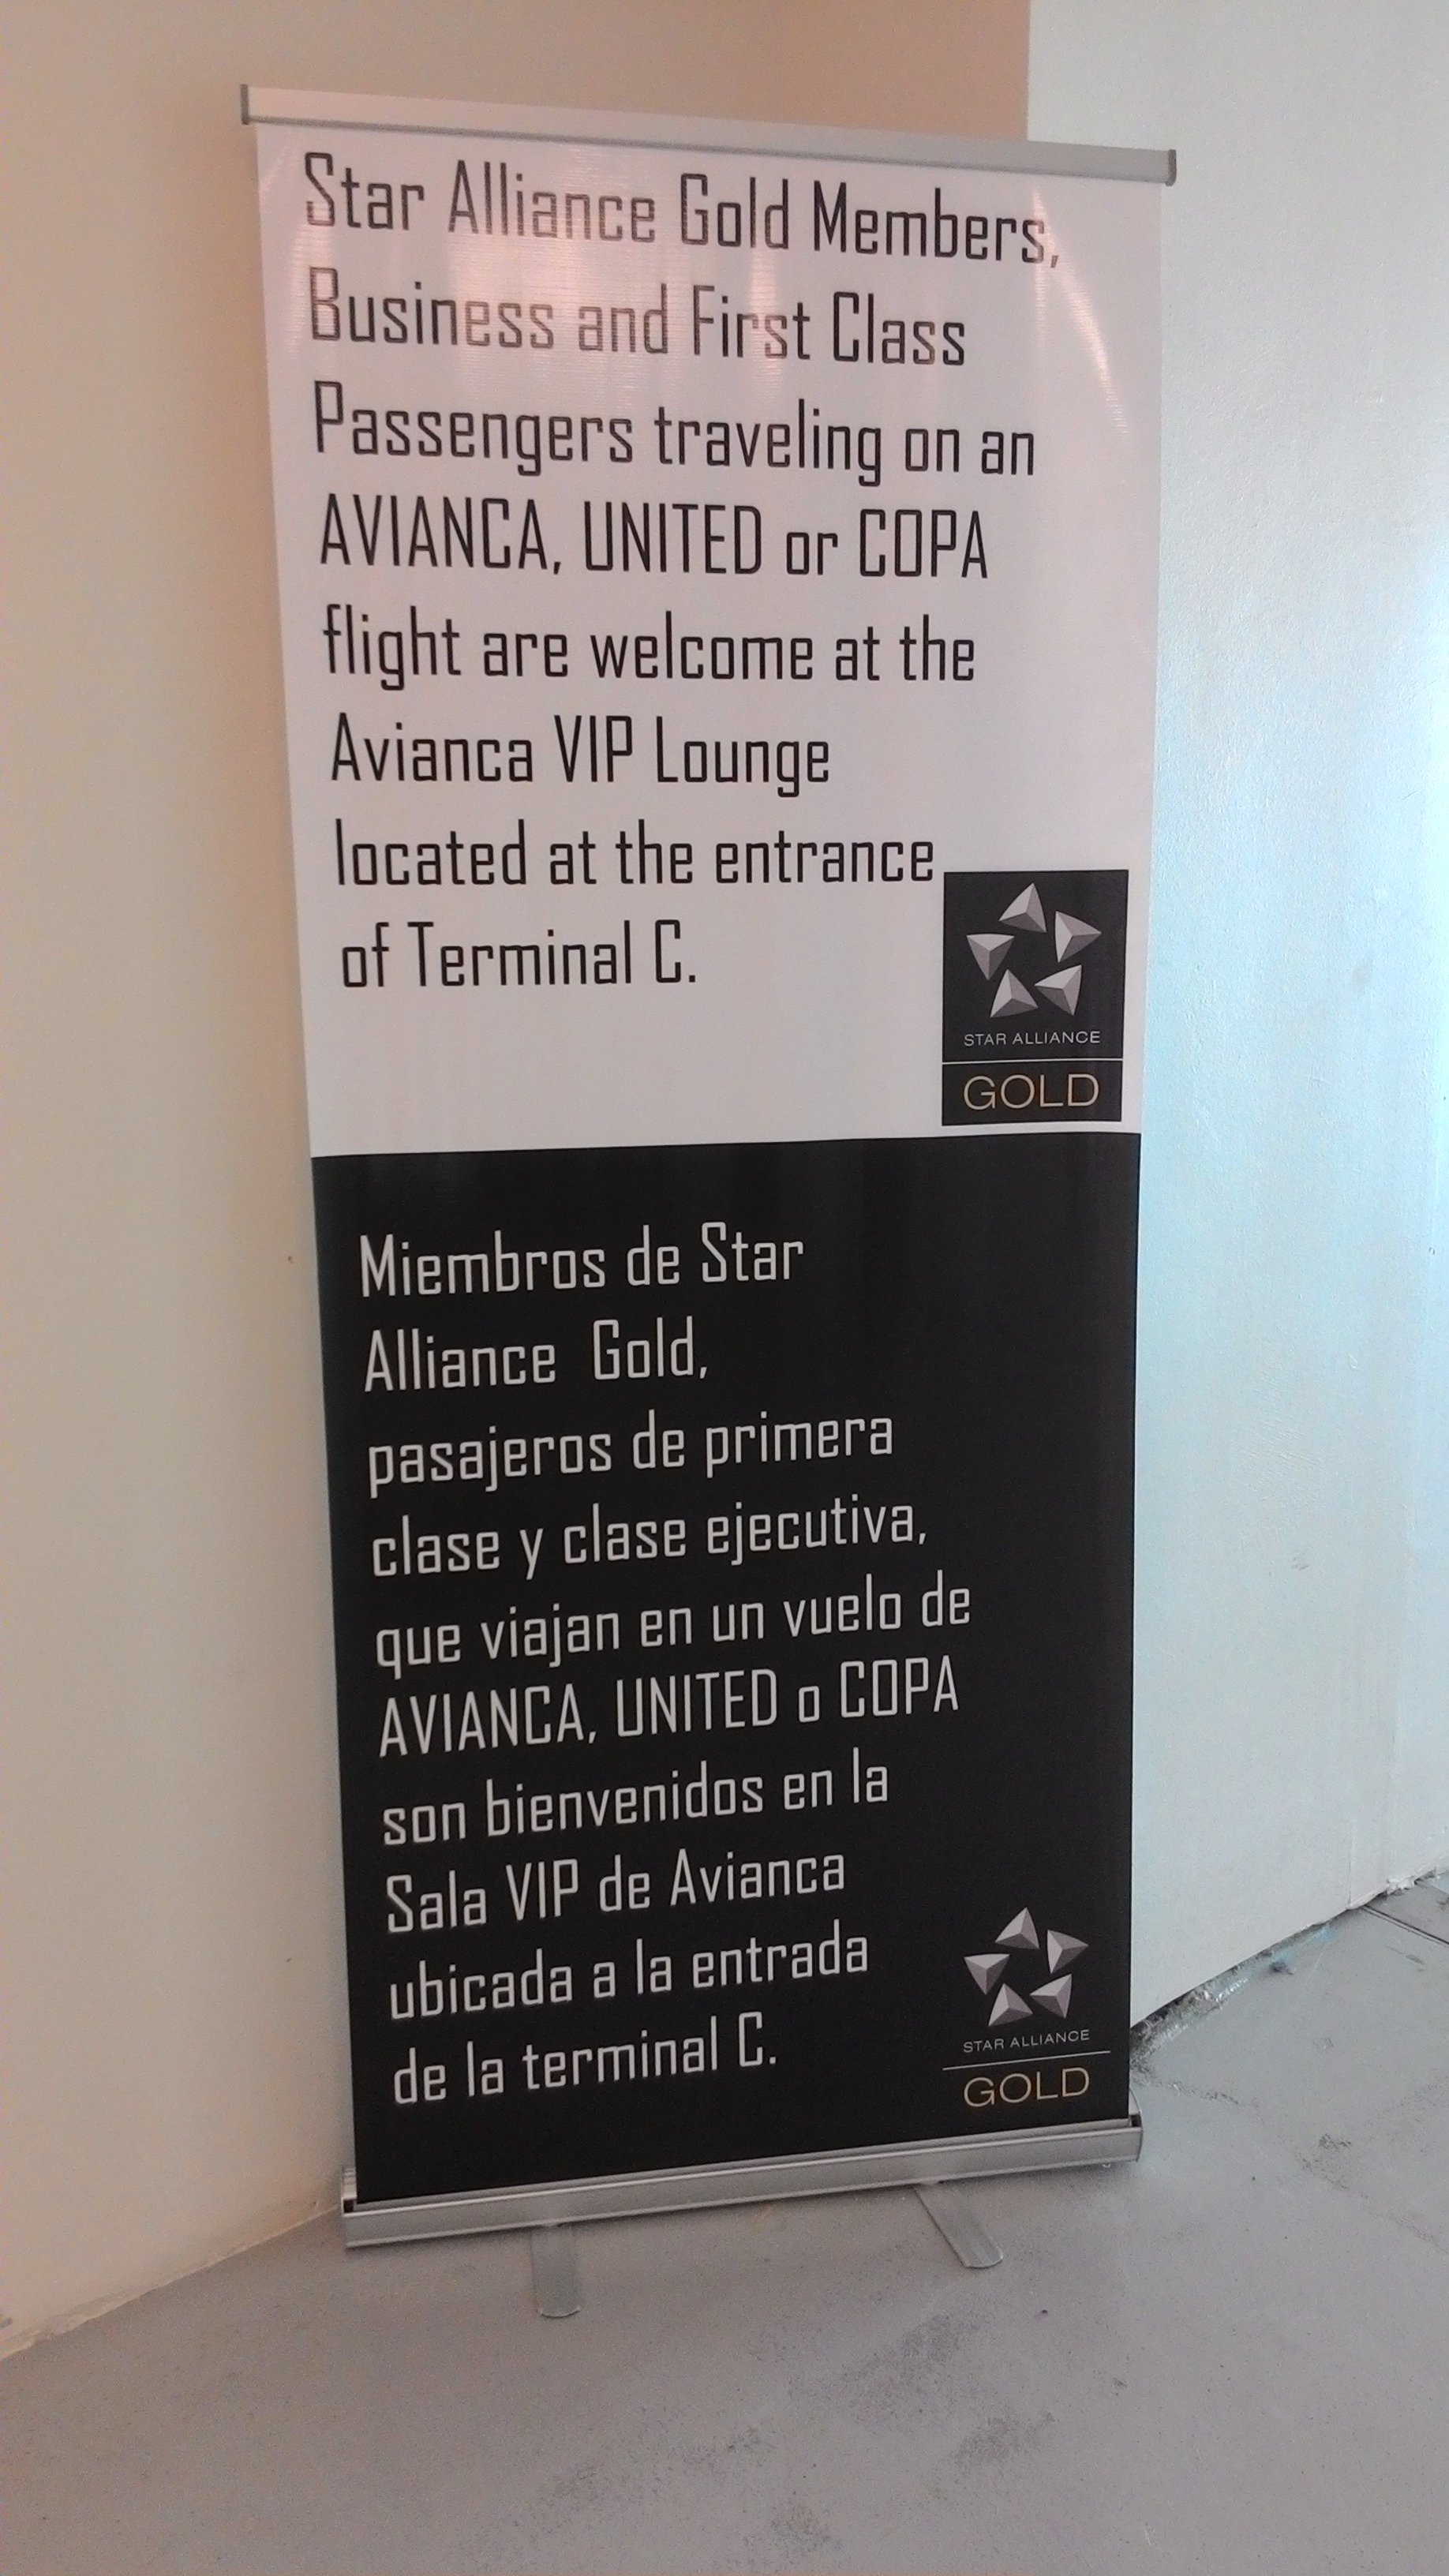 Star Alliance Gold Members,
Business and First Class
Passengers traveling on an
AVIANCA, UNITED or COPA
flight are welcome at the
Avianca VIP Lounge
located at the entrance
of Terminal C.
STAR ALLIANCE
GOLD
Miembros de Star
Alliance Gold,
pasajeros de primera
clase y clase ejecutiva,
que viajan en un vuelo de
AVIANCA, UNITED o COPA
son bienvenidos en la
Sala VIP de Avianca
ubicada a la entrada
de la terminal C.
STAR ALLIANCE
GOLD